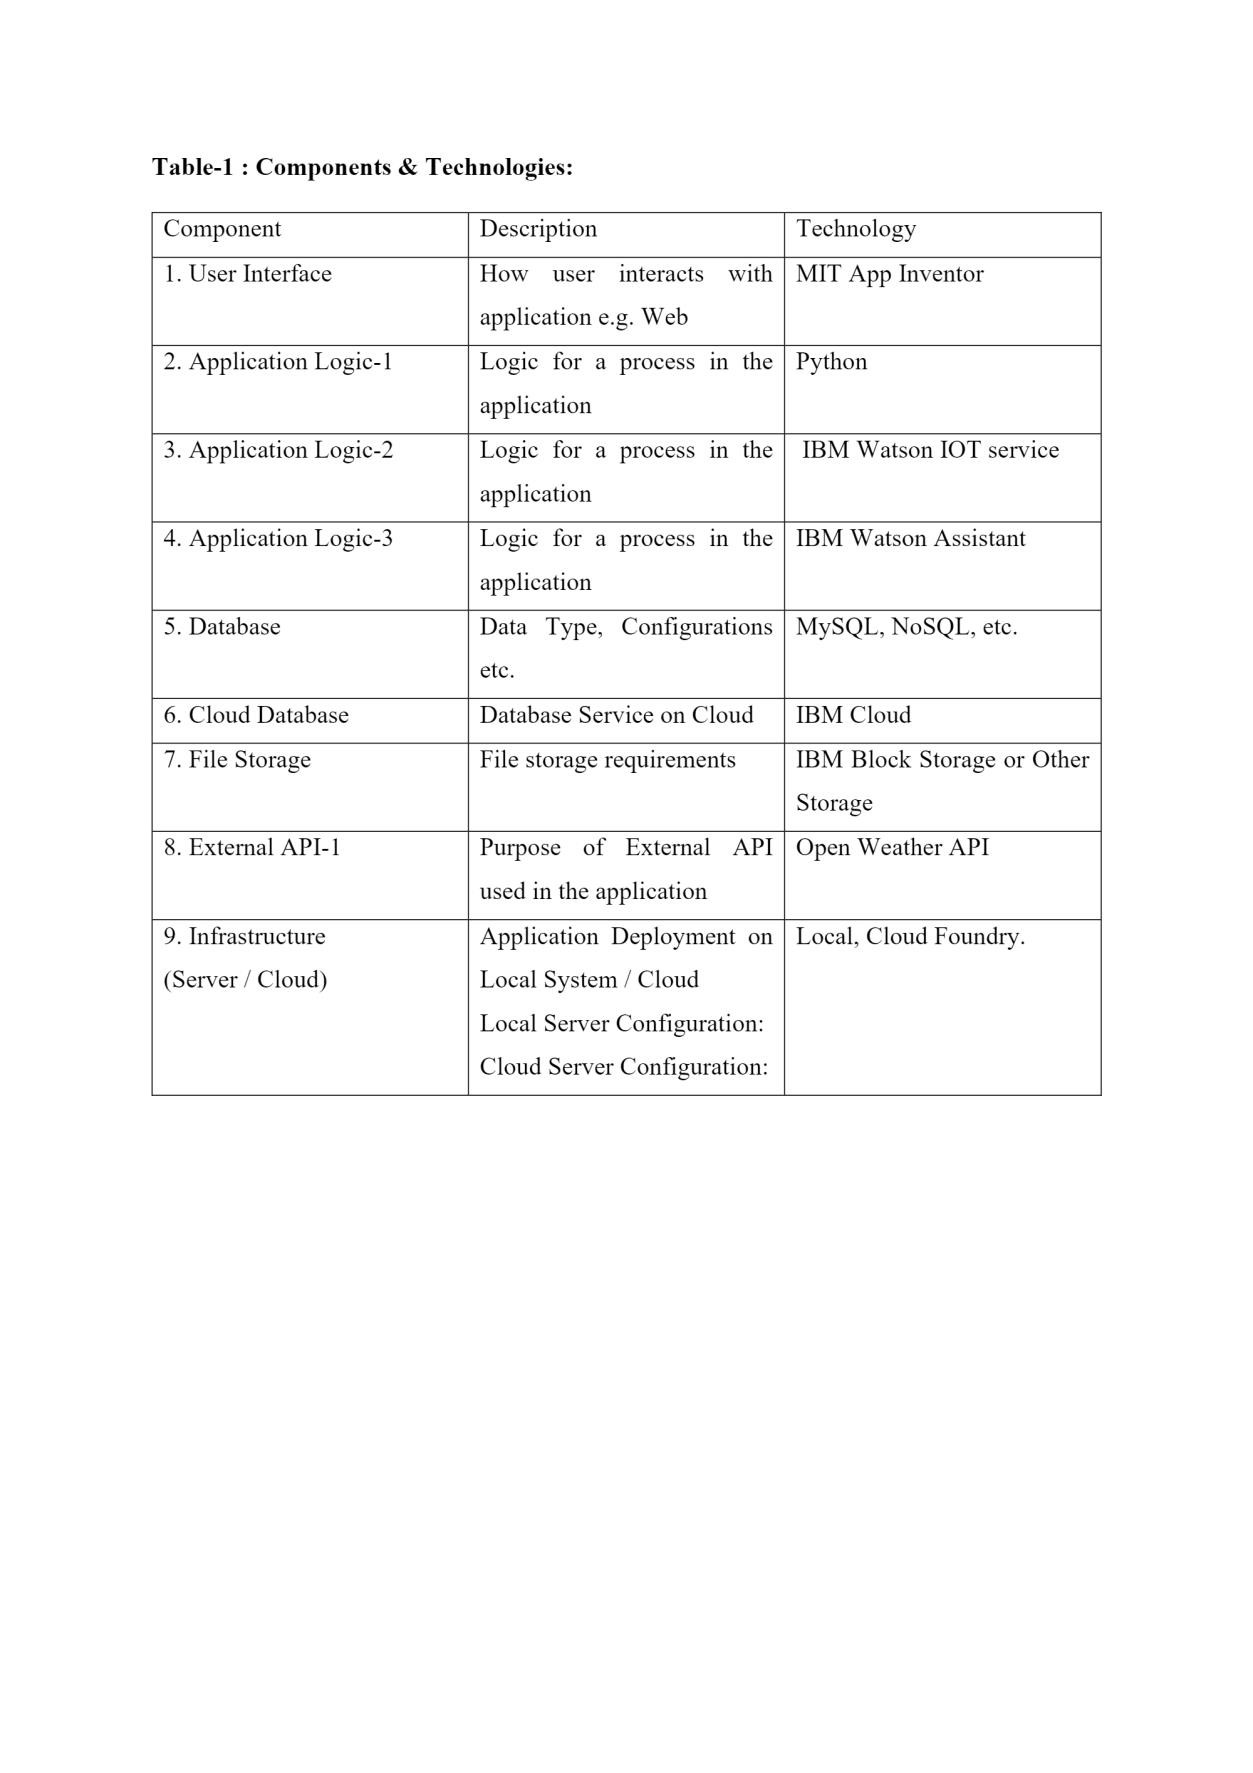 Table-1 : Components & Technologies:
Component Description Technology
1. User Interface How user interacts with MIT App Inventor
application e.g. Web
2. Application Logic-1 Logic for a process in the Python
application
3. Application Logic-2 Logic for a process in the IBM Watson IOT service
application
4. Application Logic-3 Logic for a process in the IBM Watson Assistant
application
5. Database Data Type, Configurations MySQL, NoSQL, etc.
etc.
6. Cloud Database Database Service on Cloud IBM Cloud
7. File Storage File storage requirements IBM Block Storage or Other
Storage
8. External API-1 Purpose of External API Open Weather API
used in the application
9. Infrastructure Application Deployment on Local, Cloud Foundry.
(Server / Cloud) Local System / Cloud
Local Server Configuration:
Cloud Server Configuration: